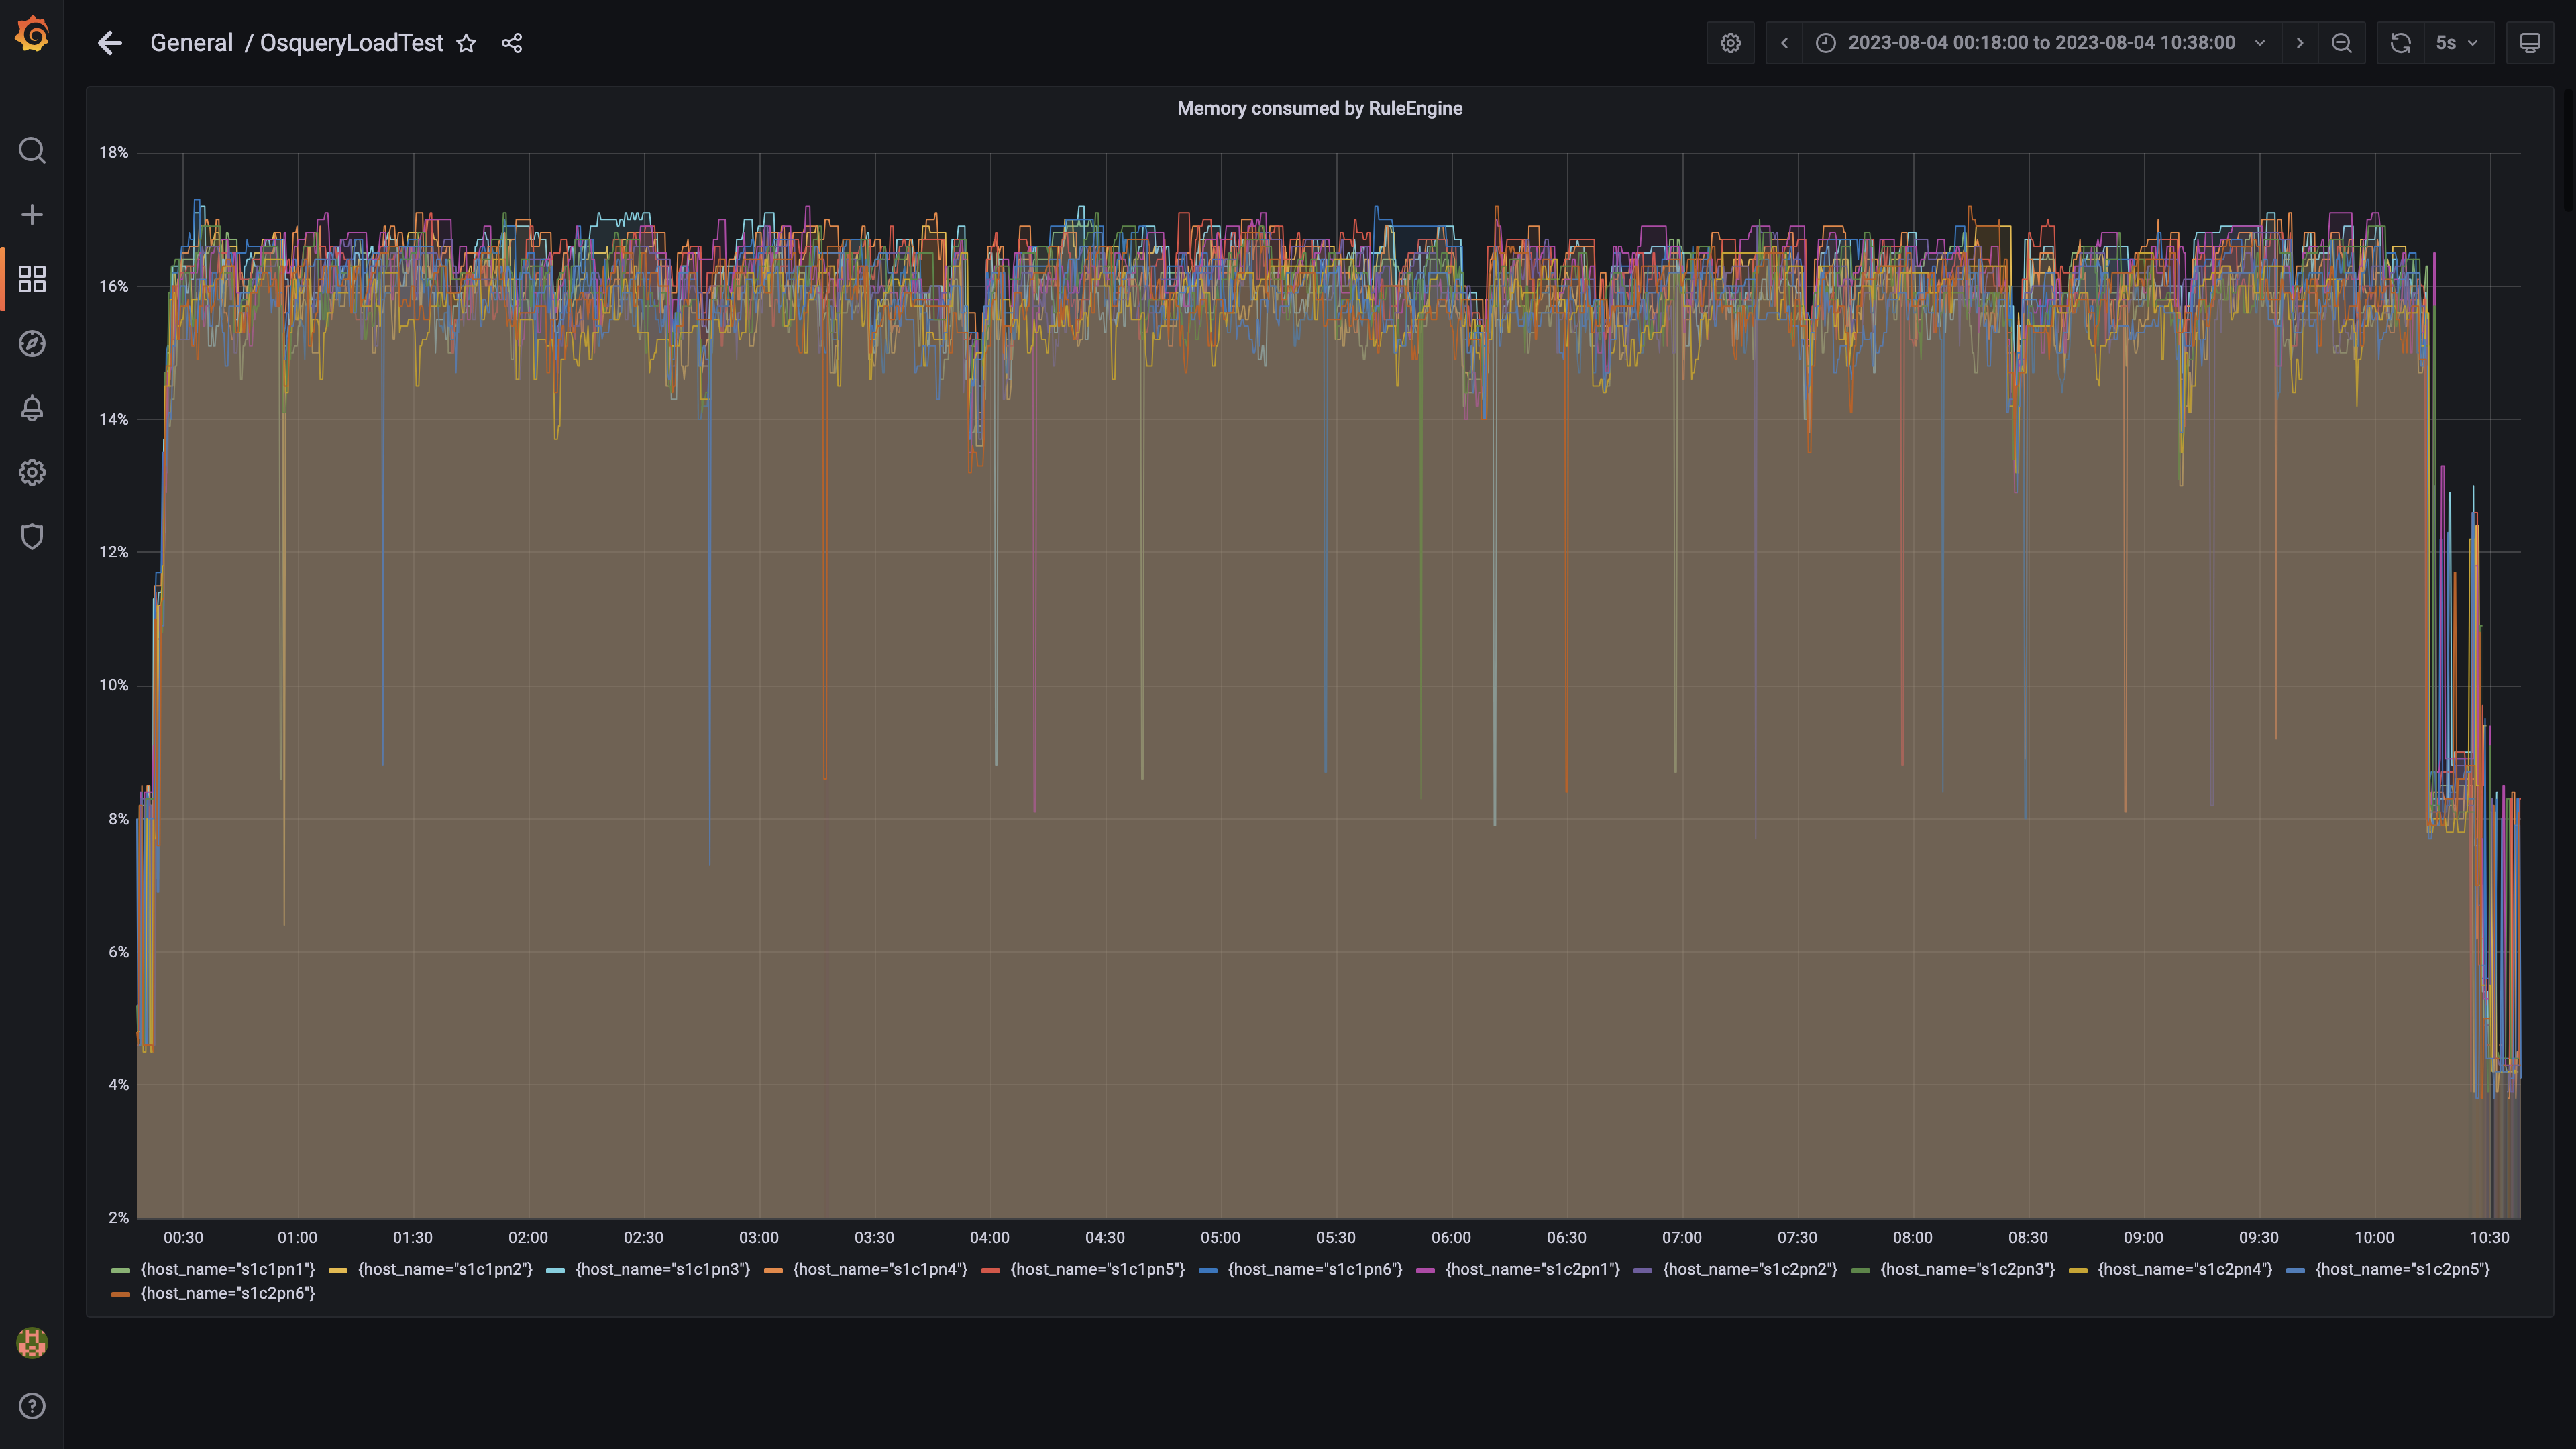 General / OsqueryLoadTest
2023-08-04 00:18:00 to 2023-08-04 10:38:00
5s
Memory consumed by RuleEngine
18%
16%
14%
12%
10%
8%
6%
4%
2%
00:30 01:00 01:30 02:00 02:30 03:00 03:30 04:00 04:30 05:00 05:30 06:00 06:30 07:00 07:30 08:00 08:30 09:00 09:30 10:00 10:30
{host_name="s1c1pn1"} {host_name="s1c1pn2"} {host_name="s1c1pn3"} {host_name="s1c1pn4"} {host_name="s1c1pn5"} {host_name="s1c1pn6"} {host_name="s1c2pn1"} {host_name="s1c2pn2"} {host_name="s1c2pn3"} {host_name="s1c2pn4"} {host_name="s1c2pn5"}
{host_name="s1c2pn6"}